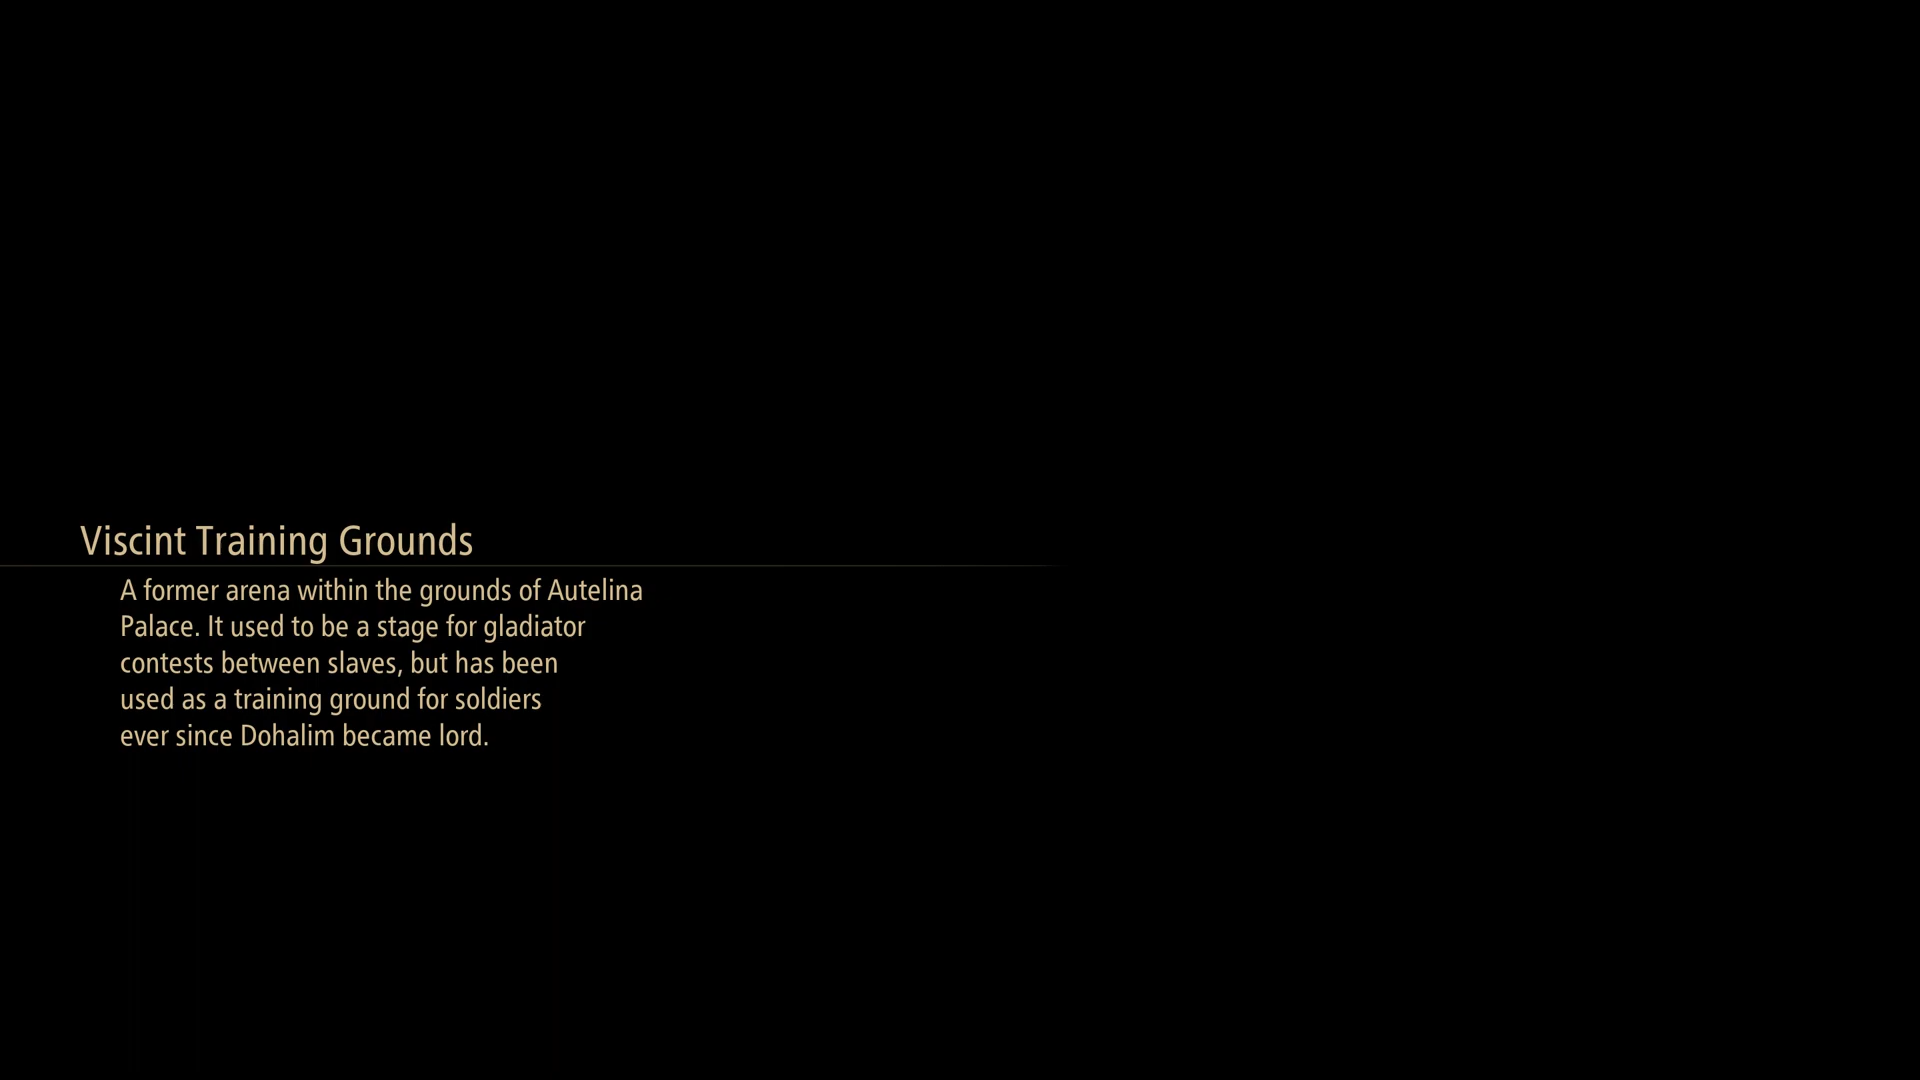 Viscint Training Grounds
A former arena within the grounds of Autelina
Palace. It used to be a stage for gladiator
contests between slaves, but has been
used as a training ground for soldiers
ever since Dohalim became lord.